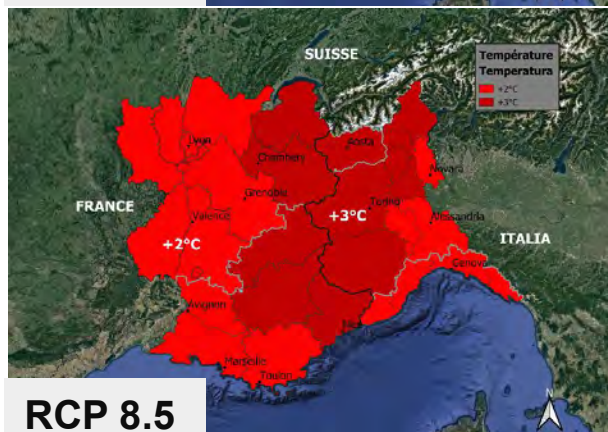 SUISSE
Température
Temperatura
+2°C
+3°C
Lyon
Chambéry
Aosta
Novara
Grenoble
FRANCE
Valence
+3°C
Torino
Alessandria
+2°C
ITALIA
Genova
Avignon
Nice
Marseille
Toulon
N
RCP 8.5